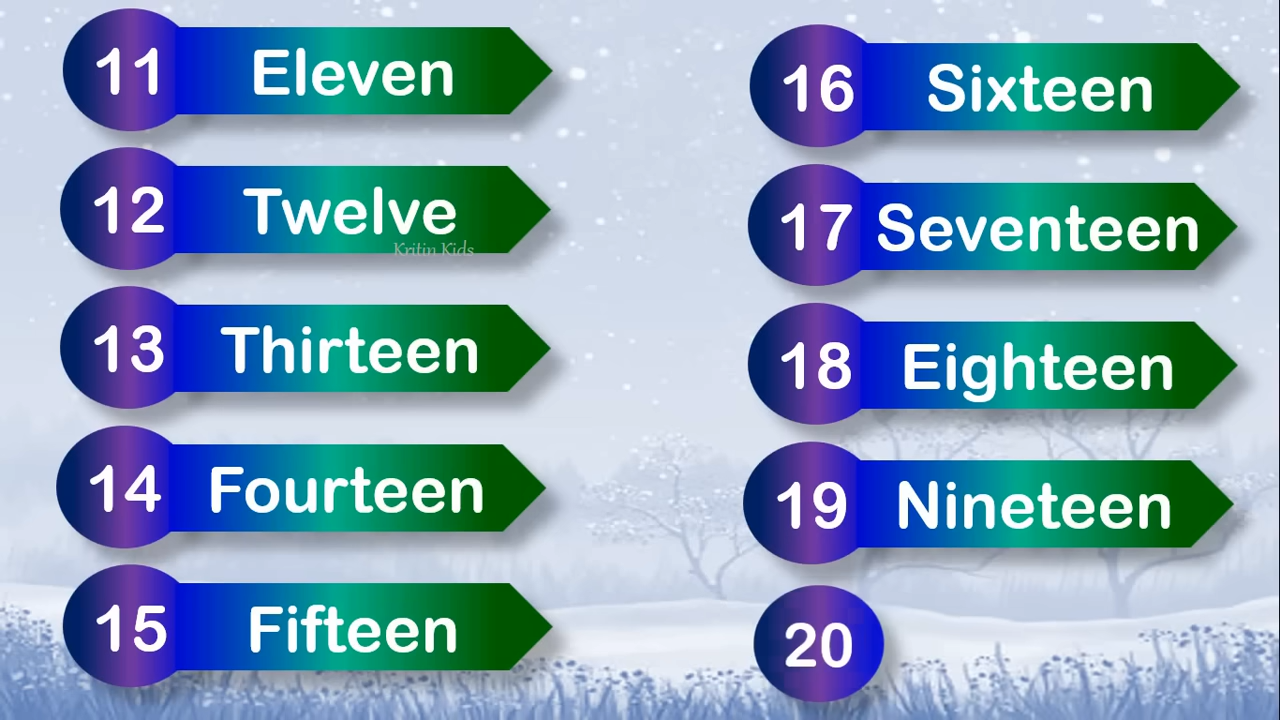 11 Eleven
12 Twelve
Kritin Kids
13 Thirteen
14 Fourteen
15 Fifteen
16 Sixteen
17 Seventeen
18 Eighteen
19 Nineteen
20